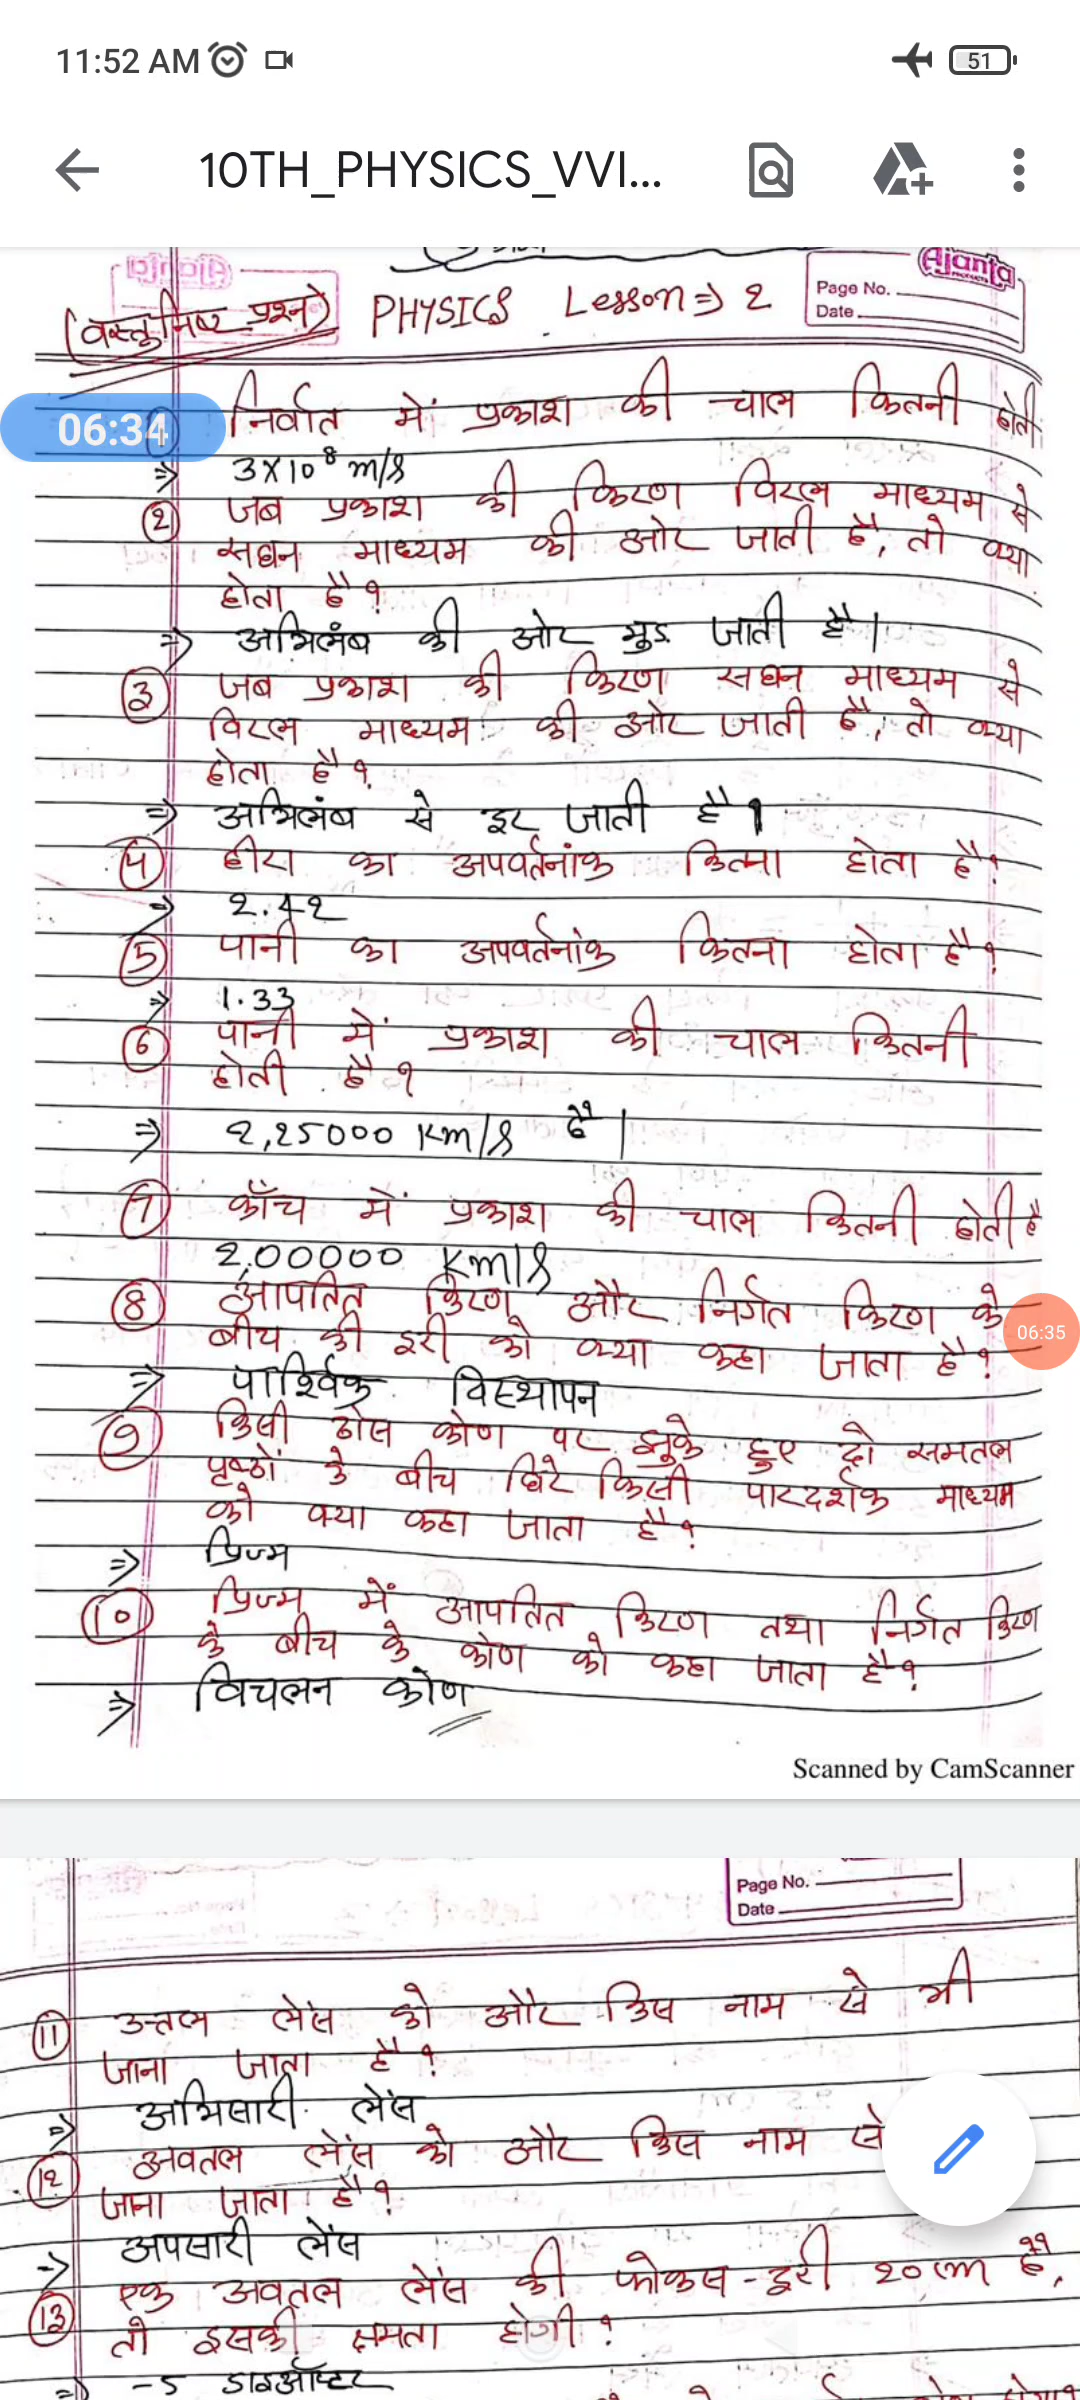 11:52 AM
51
10TH_PHYSICS_VVI...
Ajanta
Page No.
Date
(वस्तुनिष्ट प्रश्न) PHYSICS Lesson ⇒ 2
06:34
① निर्वात में प्रकाश की चाल कितनी होती
⇒ 3×10⁸ m/s
② जब प्रकाश की किरण विरल माध्यम से
सघन माध्यम की ओर जाती है, तो क्या
होता है?
⇒ अभिलंब की ओर मुड़ जाती है।
③ जब प्रकाश की किरण सघन माध्यम से
विरल माध्यम की ओर जाती है, तो क्या
होता है?
⇒ अभिलंब से दूर जाती है।
④ हीरा का अपवर्तनांक कितना होता है?
⇒ 2.42
⑤ पानी का अपवर्तनांक कितना होता है?
⇒ 1.33
⑥ पानी में प्रकाश की चाल कितनी
होती है?
⇒ 2,25000 Km/s है।
⑦ काँच में प्रकाश की चाल कितनी होती है
2,00000 Km/s
⑧ आपतित किरण और निर्गत किरण के
बीच की दूरी को क्या कहा जाता है?
06:35
⇒ पार्श्विक विस्थापन
⑨ किसी कोण पर झुके हुए दो समतल
पृष्ठों के बीच घिरे किसी पारदर्शक माध्यम
को क्या कहा जाता है?
⇒ प्रिज्म
⑩ प्रिज्म में आपतित किरण तथा निर्गत किरण
के बीच के कोण को कहा जाता है?
⇒ विचलन कोण
Scanned by CamScanner
Page No.
Date
⑪ उत्तल लेंस को और किस नाम से भी
जाना जाता है?
⇒ अभिसारी लेंस
⑫ अवतल लेंस को और किस नाम से
जाना जाता है?
⇒ अपसारी लेंस
⑬ एक अवतल लेंस की फोकस-दूरी 20 cm है,
तो इसकी क्षमता होगी?
⇒ -5 डाइऑप्टर